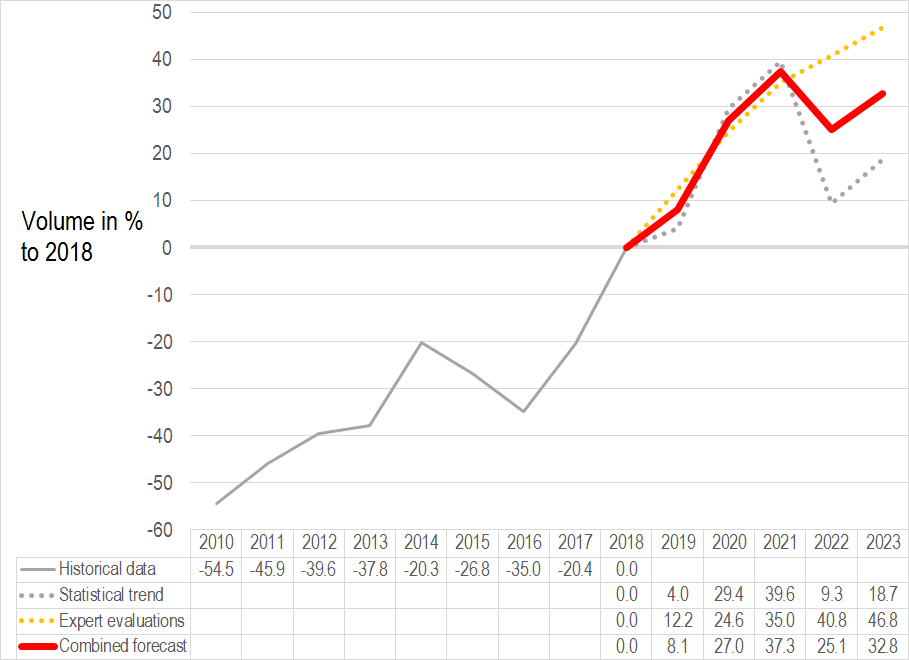 50
40
30
20
10
Volume in %
0
to 2018
-10
-20
-30
-40
-50
-60
2010 2011 2012 2013 2014 2015 2016 2017 2018 2019 2020 2021 2022 2023
Historical data -54.5 -45.9 -39.6 -37.8 -20.3 -26.8 -35.0 -20.4 0.0
Statistical trend 0.0 4.0 29.4 39.6 9.3 18.7
Expert evaluations 0.0 12.2 24.6 35.0 40.8 46.8
Combined forecast 0.0 8.1 27.0 37.3 25.1 32.8